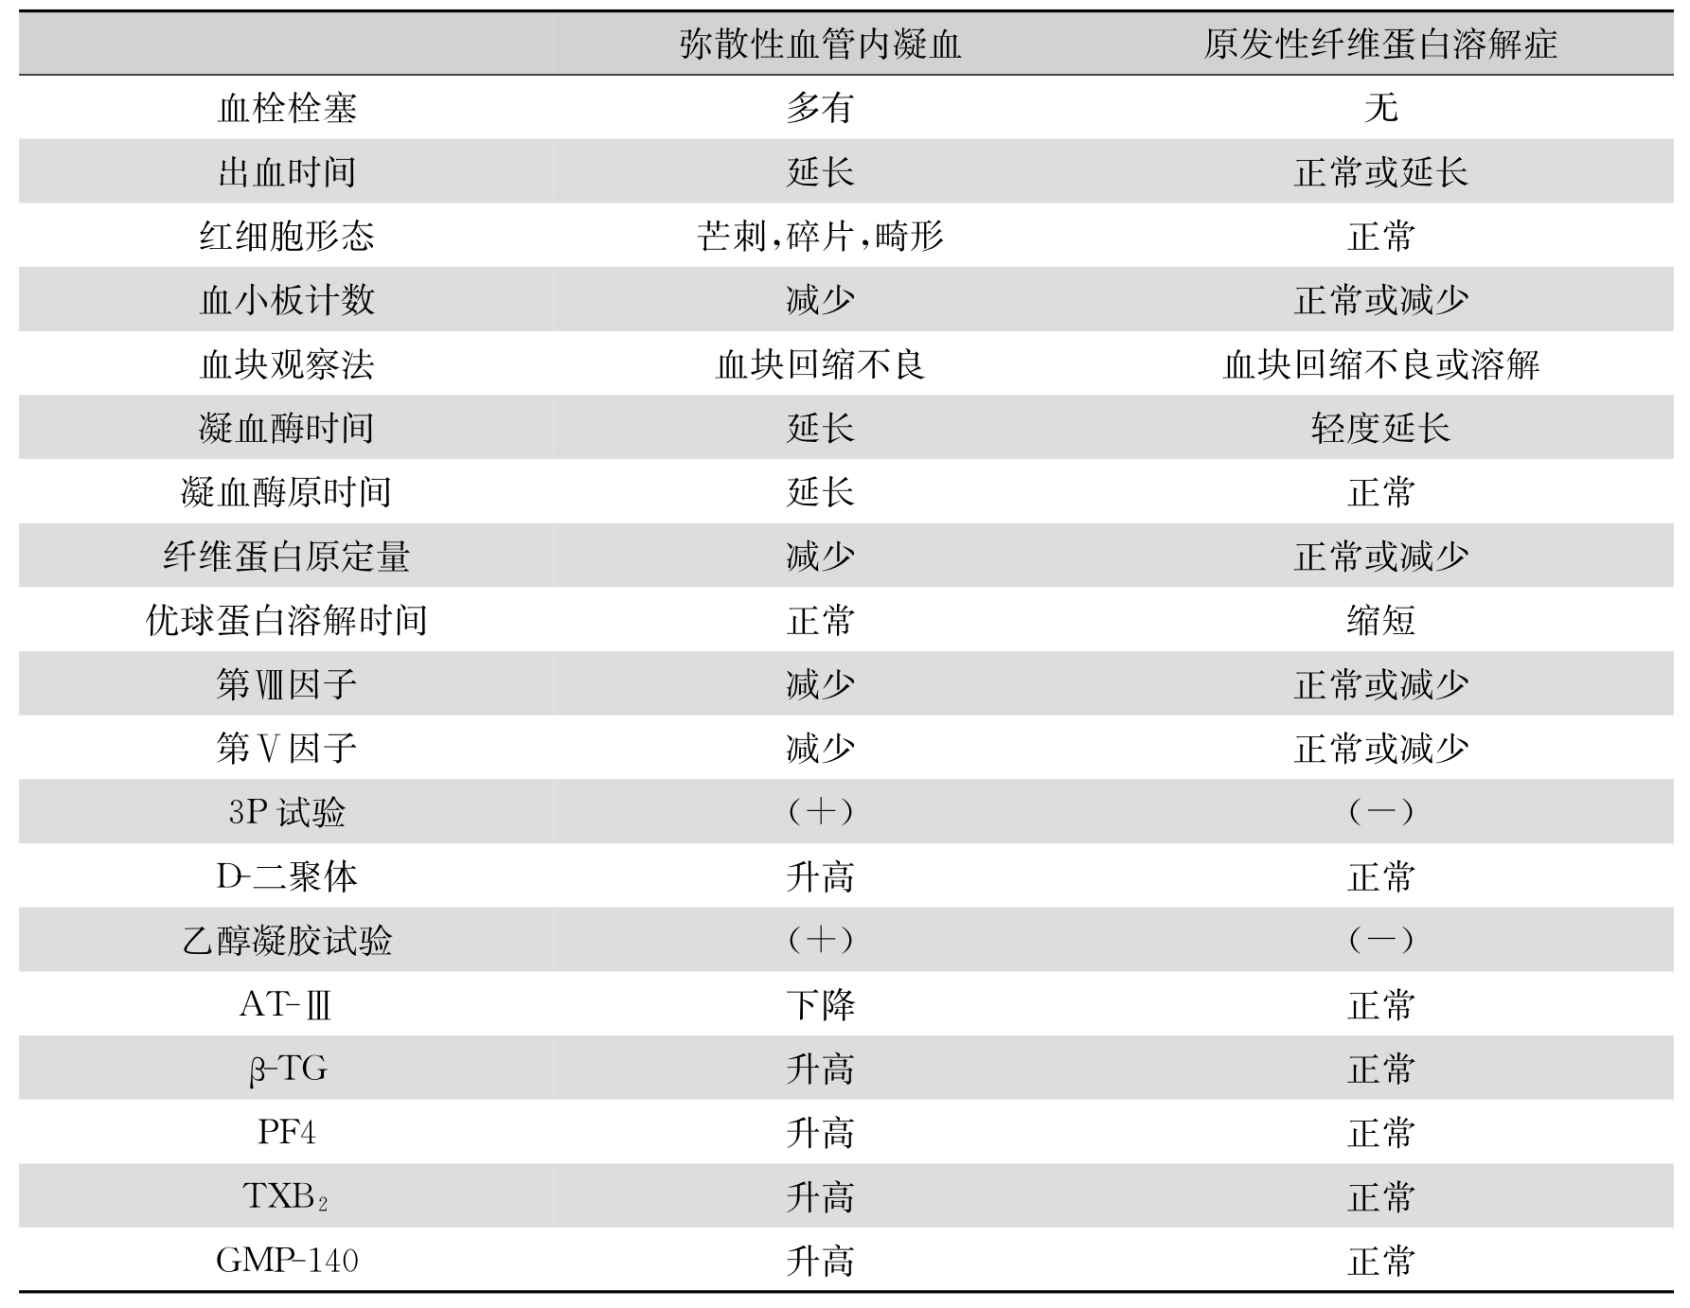 弥散性血管内凝血 原发性纤维蛋白溶解症
血栓栓塞 多有 无
出血时间 延长 正常或延长
红细胞形态 芒刺,碎片,畸形 正常
血小板计数 减少 正常或减少
血块观察法 血块回缩不良 血块回缩不良或溶解
凝血酶时间 延长 轻度延长
凝血酶原时间 延长 正常
纤维蛋白原定量 减少 正常或减少
优球蛋白溶解时间 正常 缩短
第Ⅷ因子 减少 正常或减少
第Ⅴ因子 减少 正常或减少
3P试验 (+) (-)
D-二聚体 升高 正常
乙醇凝胶试验 (+) (-)
AT-Ⅲ 下降 正常
β-TG 升高 正常
PF4 升高 正常
TXB₂ 升高 正常
GMP-140 升高 正常